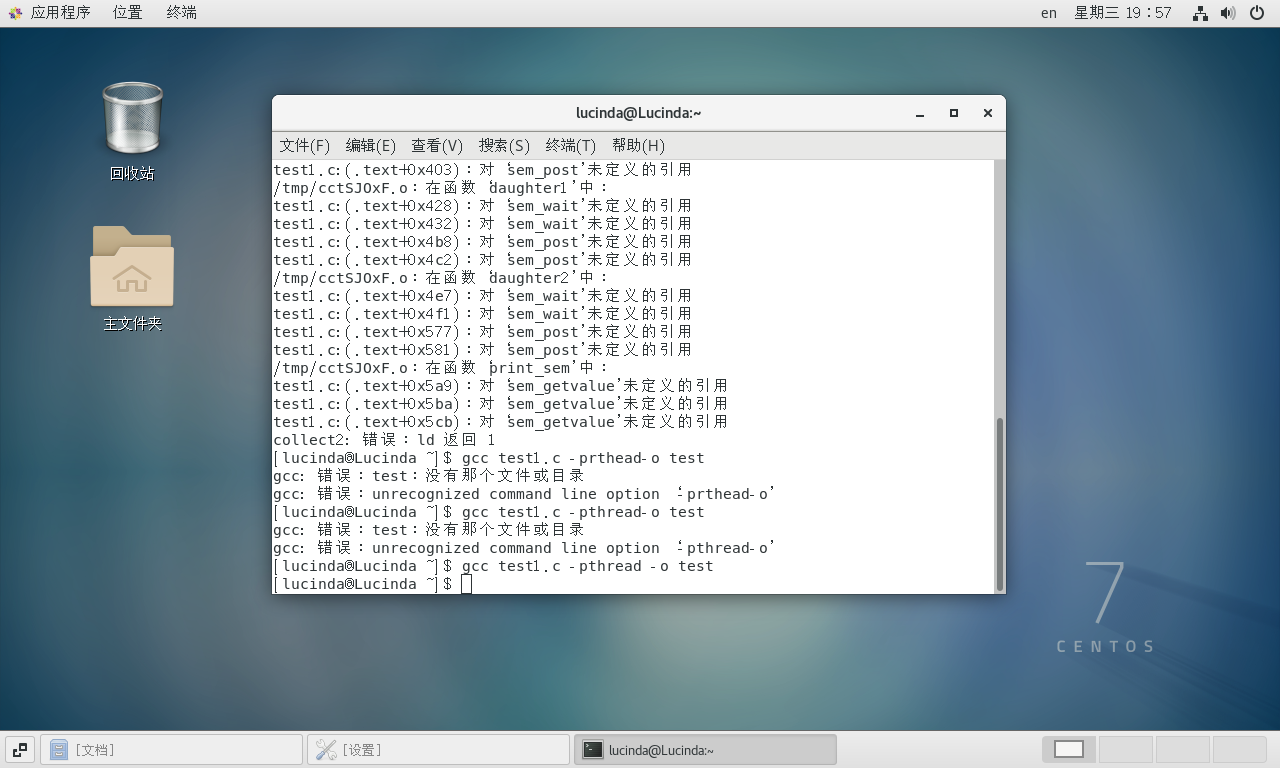 应用程序 位置 终端 en 星期三 19：57
回收站
主文件夹
lucinda@Lucinda:~
文件(F) 编辑(E) 查看(V) 搜索(S) 终端(T) 帮助(H)
test1.c:(.text+0x403)：对‘sem_post’未定义的引用
/tmp/cctSJOxF.o：在函数‘daughter1’中：
test1.c:(.text+0x428)：对‘sem_wait’未定义的引用
test1.c:(.text+0x432)：对‘sem_wait’未定义的引用
test1.c:(.text+0x4b8)：对‘sem_post’未定义的引用
test1.c:(.text+0x4c2)：对‘sem_post’未定义的引用
/tmp/cctSJOxF.o：在函数‘daughter2’中：
test1.c:(.text+0x4e7)：对‘sem_wait’未定义的引用
test1.c:(.text+0x4f1)：对‘sem_wait’未定义的引用
test1.c:(.text+0x577)：对‘sem_post’未定义的引用
test1.c:(.text+0x581)：对‘sem_post’未定义的引用
/tmp/cctSJOxF.o：在函数‘print_sem’中：
test1.c:(.text+0x5a9)：对‘sem_getvalue’未定义的引用
test1.c:(.text+0x5ba)：对‘sem_getvalue’未定义的引用
test1.c:(.text+0x5cb)：对‘sem_getvalue’未定义的引用
collect2: 错误：ld 返回 1
[lucinda@Lucinda ~]$ gcc test1.c -prthead-o test
gcc: 错误：test：没有那个文件或目录
gcc: 错误：unrecognized command line option ‘-prthead-o’
[lucinda@Lucinda ~]$ gcc test1.c -pthread-o test
gcc: 错误：test：没有那个文件或目录
gcc: 错误：unrecognized command line option ‘-pthread-o’
[lucinda@Lucinda ~]$ gcc test1.c -pthread -o test
[lucinda@Lucinda ~]$
7
CENTOS
[文档] [设置] lucinda@Lucinda:~